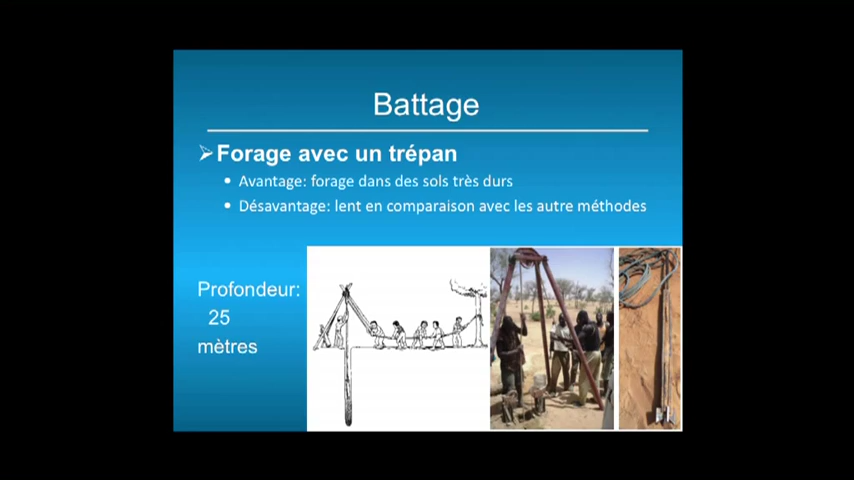 Battage
Forage avec un trépan
Avantage: forage dans des sols très durs
Désavantage: lent en comparaison avec les autre méthodes
Profondeur:
25
mètres